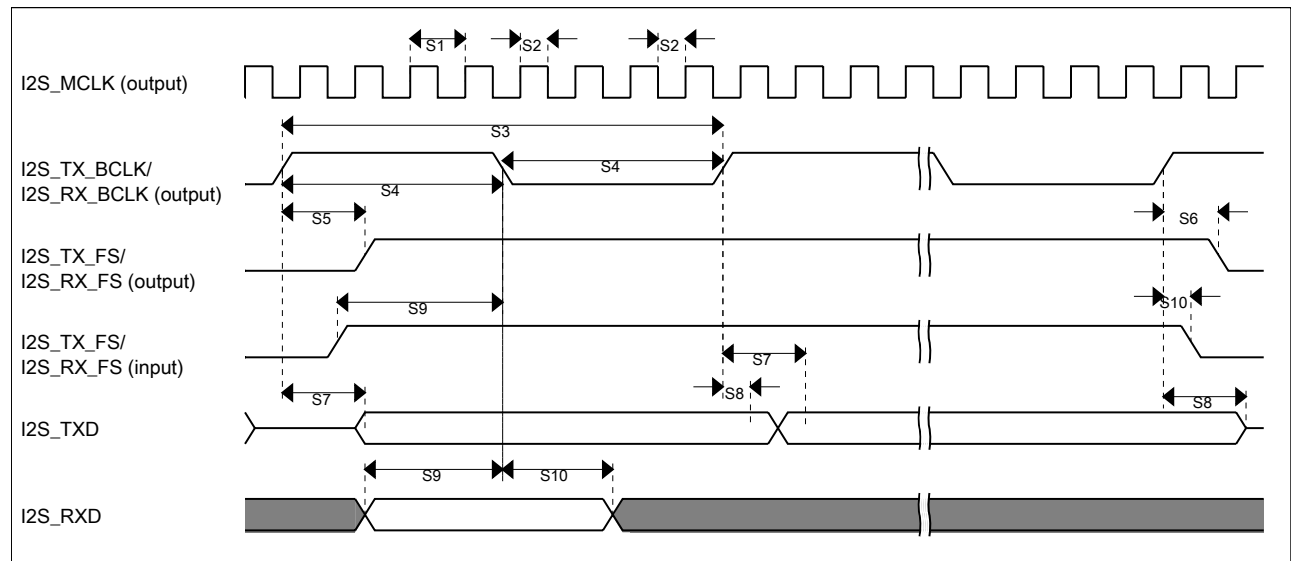 S1
S2
S2
I2S_MCLK (output)
S3
I2S_TX_BCLK/
I2S_RX_BCLK (output)
S4
S4
S5
S6
I2S_TX_FS/
I2S_RX_FS (output)
S9
S10
I2S_TX_FS/
I2S_RX_FS (input)
S7
S7
S8
S8
I2S_TXD
S9
S10
I2S_RXD